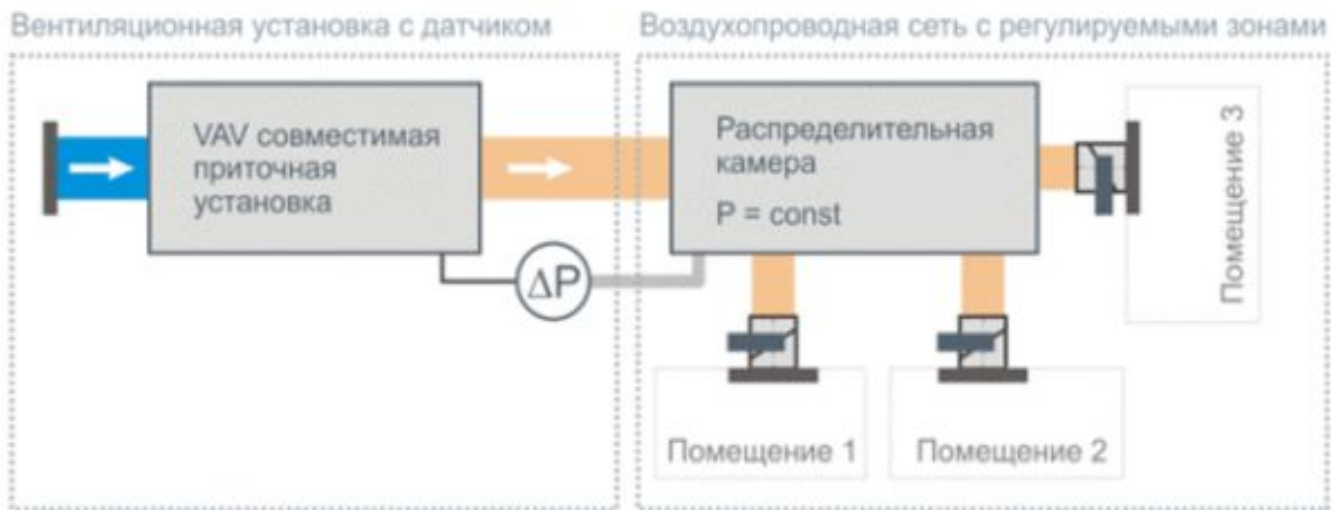 Вентиляционная установка с датчиком
Воздухопроводная сеть с регулируемыми зонами
VAV совместимая
приточная
установка
ΔP
Распределительная
камера
P = const
Помещение 3
Помещение 1
Помещение 2